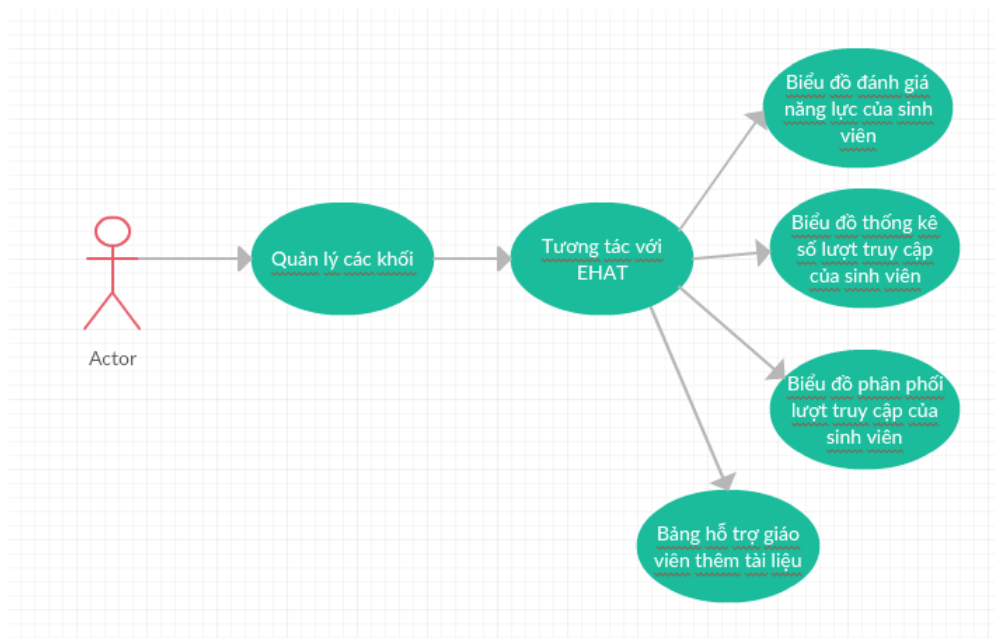 Actor
Quản lý các khối
Tương tác với
EHAT
Biểu đồ đánh giá
năng lực của sinh
viên
Biểu đồ thống kê
số lượt truy cập
của sinh viên
Biểu đồ phân phối
lượt truy cập của
sinh viên
Bảng hỗ trợ giáo
viên thêm tài liệu